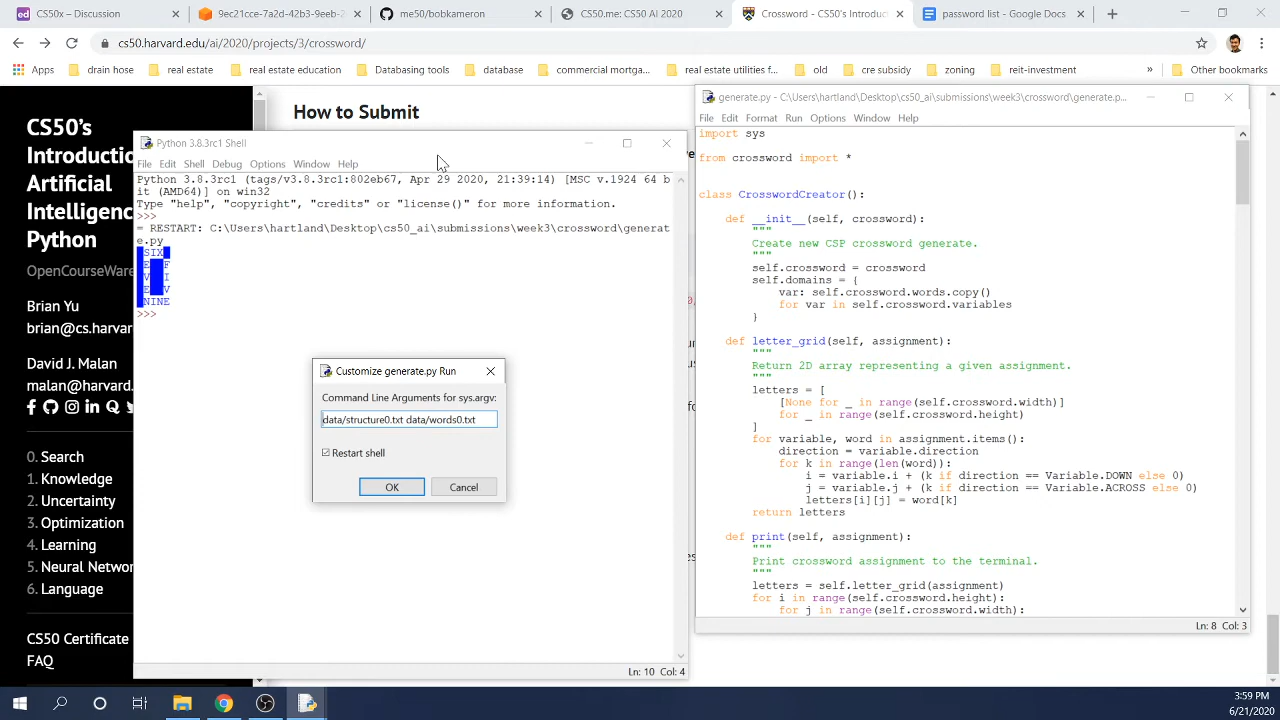 CS50x – Discussion
9e21cce-7a2d-42b3-9eeb-2
me50/bobbkameron
CS50.me: CS50 AI 2020
Crossword - CS50's Introduc
password list - Google Docs
cs50.harvard.edu/ai/2020/projects/3/crossword/
Apps
drain hose
real estate
real estate education
Databasing tools
database
commercial mortga...
real estate utilities f...
old
cre subsidy
zoning
reit-investment
»
Other bookmarks
CS50's
Introductio
Artificial
Intelligenc
Python
OpenCourseWare
Brian Yu
brian@cs.harvar
David J. Malan
malan@harvard.
0. Search
1. Knowledge
2. Uncertainty
3. Optimization
4. Learning
5. Neural Networ
6. Language
CS50 Certificate
FAQ
How to Submit
Python 3.8.3rc1 Shell
File Edit Shell Debug Options Window Help
Python 3.8.3rc1 (tags/v3.8.3rc1:802eb67, Apr 29 2020, 21:39:14) [MSC v.1924 64 b
it (AMD64)] on win32
Type "help", "copyright", "credits" or "license()" for more information.
>>>
= RESTART: C:\Users\hartland\Desktop\cs50_ai\submissions\week3\crossword\generat
e.py
SIX
E F
V I
E V
NINE
>>>
Ln: 10 Col: 4
Customize generate.py Run
Command Line Arguments for sys.argv:
data/structure0.txt data/words0.txt
Restart shell
OK
Cancel
generate.py - C:\Users\hartland\Desktop\cs50_ai\submissions\week3\crossword\generate.p...
File Edit Format Run Options Window Help
import sys
from crossword import *
class CrosswordCreator():
def __init__(self, crossword):
"""
Create new CSP crossword generate.
"""
self.crossword = crossword
self.domains = {
var: self.crossword.words.copy()
for var in self.crossword.variables
}
def letter_grid(self, assignment):
"""
Return 2D array representing a given assignment.
"""
letters = [
[None for _ in range(self.crossword.width)]
for _ in range(self.crossword.height)
]
for variable, word in assignment.items():
direction = variable.direction
for k in range(len(word)):
i = variable.i + (k if direction == Variable.DOWN else 0)
j = variable.j + (k if direction == Variable.ACROSS else 0)
letters[i][j] = word[k]
return letters
def print(self, assignment):
"""
Print crossword assignment to the terminal.
"""
letters = self.letter_grid(assignment)
for i in range(self.crossword.height):
for j in range(self.crossword.width):
Ln: 8 Col: 3
3:59 PM
6/21/2020